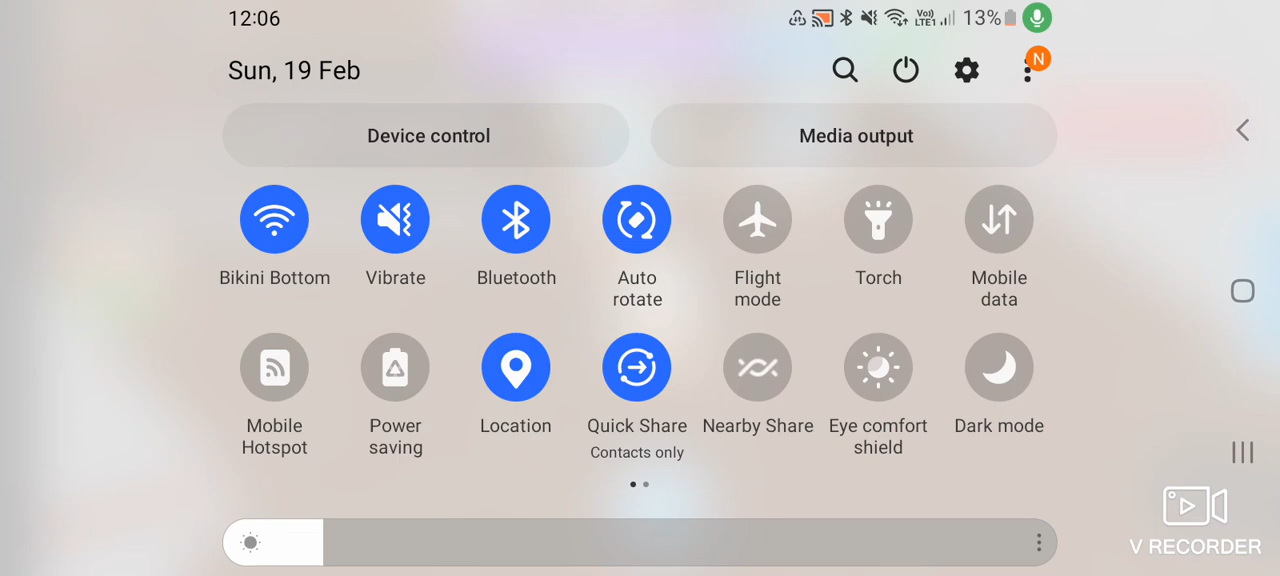 12:06
Vo))
LTE1
13%
Sun, 19 Feb
N
Device control
Media output
Bikini Bottom
Vibrate
Bluetooth
Auto
rotate
Flight
mode
Torch
Mobile
data
Mobile
Hotspot
Power
saving
Location
Quick Share
Contacts only
Nearby Share
Eye comfort
shield
Dark mode
V RECORDER